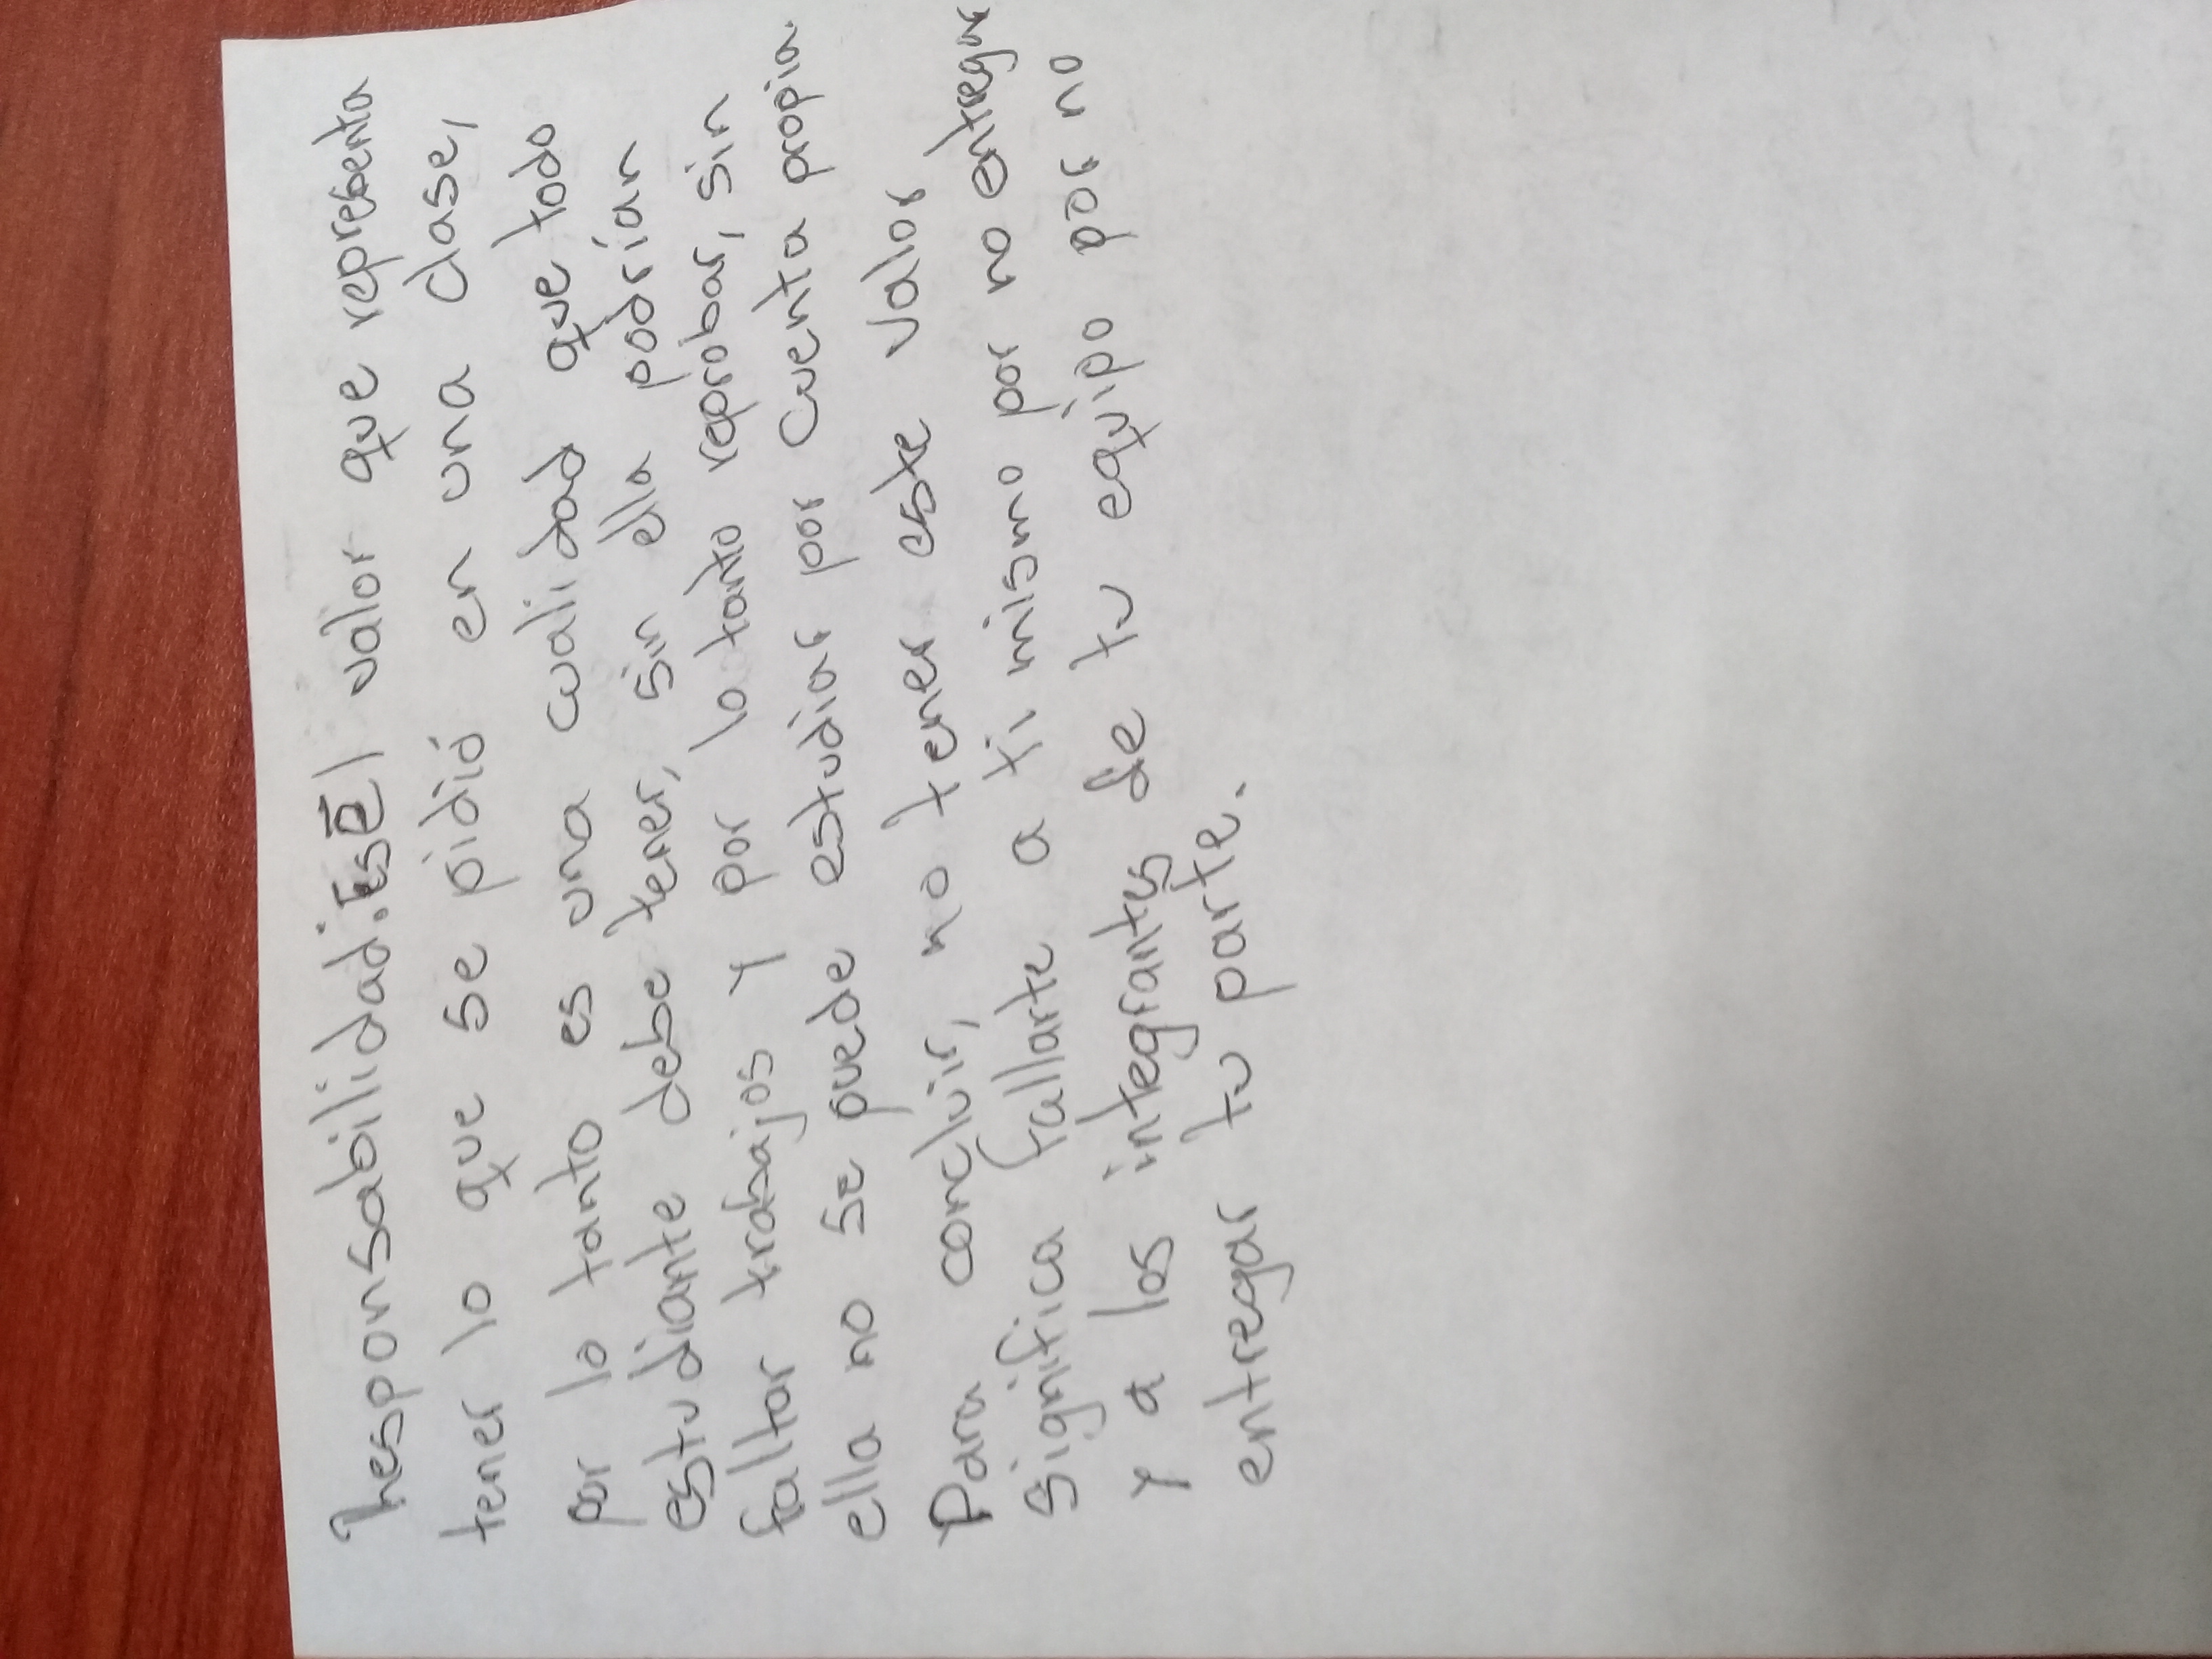 Responsabilidad: Es El valor que representa
tener lo que se pidió en una clase,
por lo tanto es una cualidad que todo
estudiante debe tener, sin ella podrían
faltar trabajos y por lo tanto reprobar, sin
ella no se puede estudiar por cuenta propia.
Para concluir, no tener este valor
significa fallarte a ti mismo por no entregar
y a los integrantes de tu equipo por no
entregar tu parte.